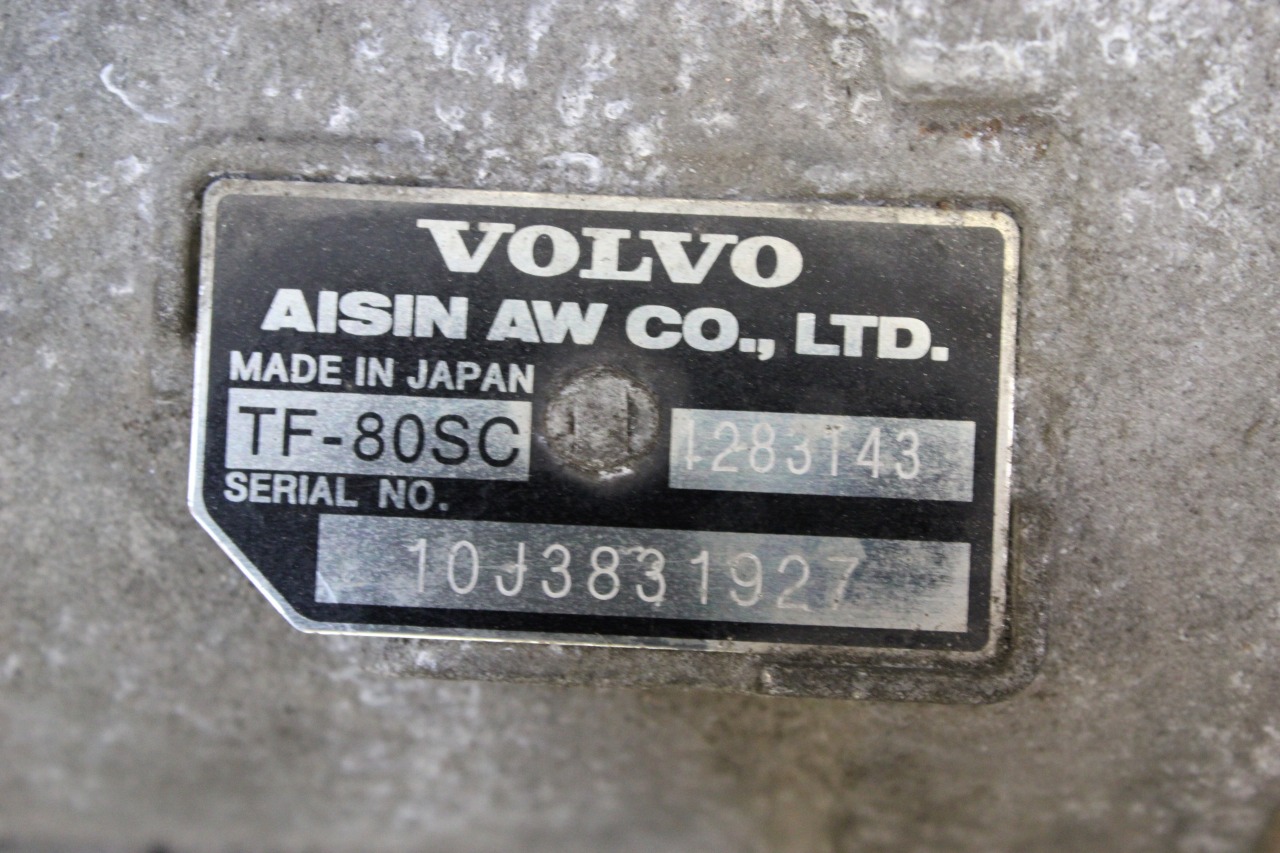 VOLVO
AISIN AW CO., LTD.
MADE IN JAPAN
TF-80SC 1283143
SERIAL NO.
10J3831927